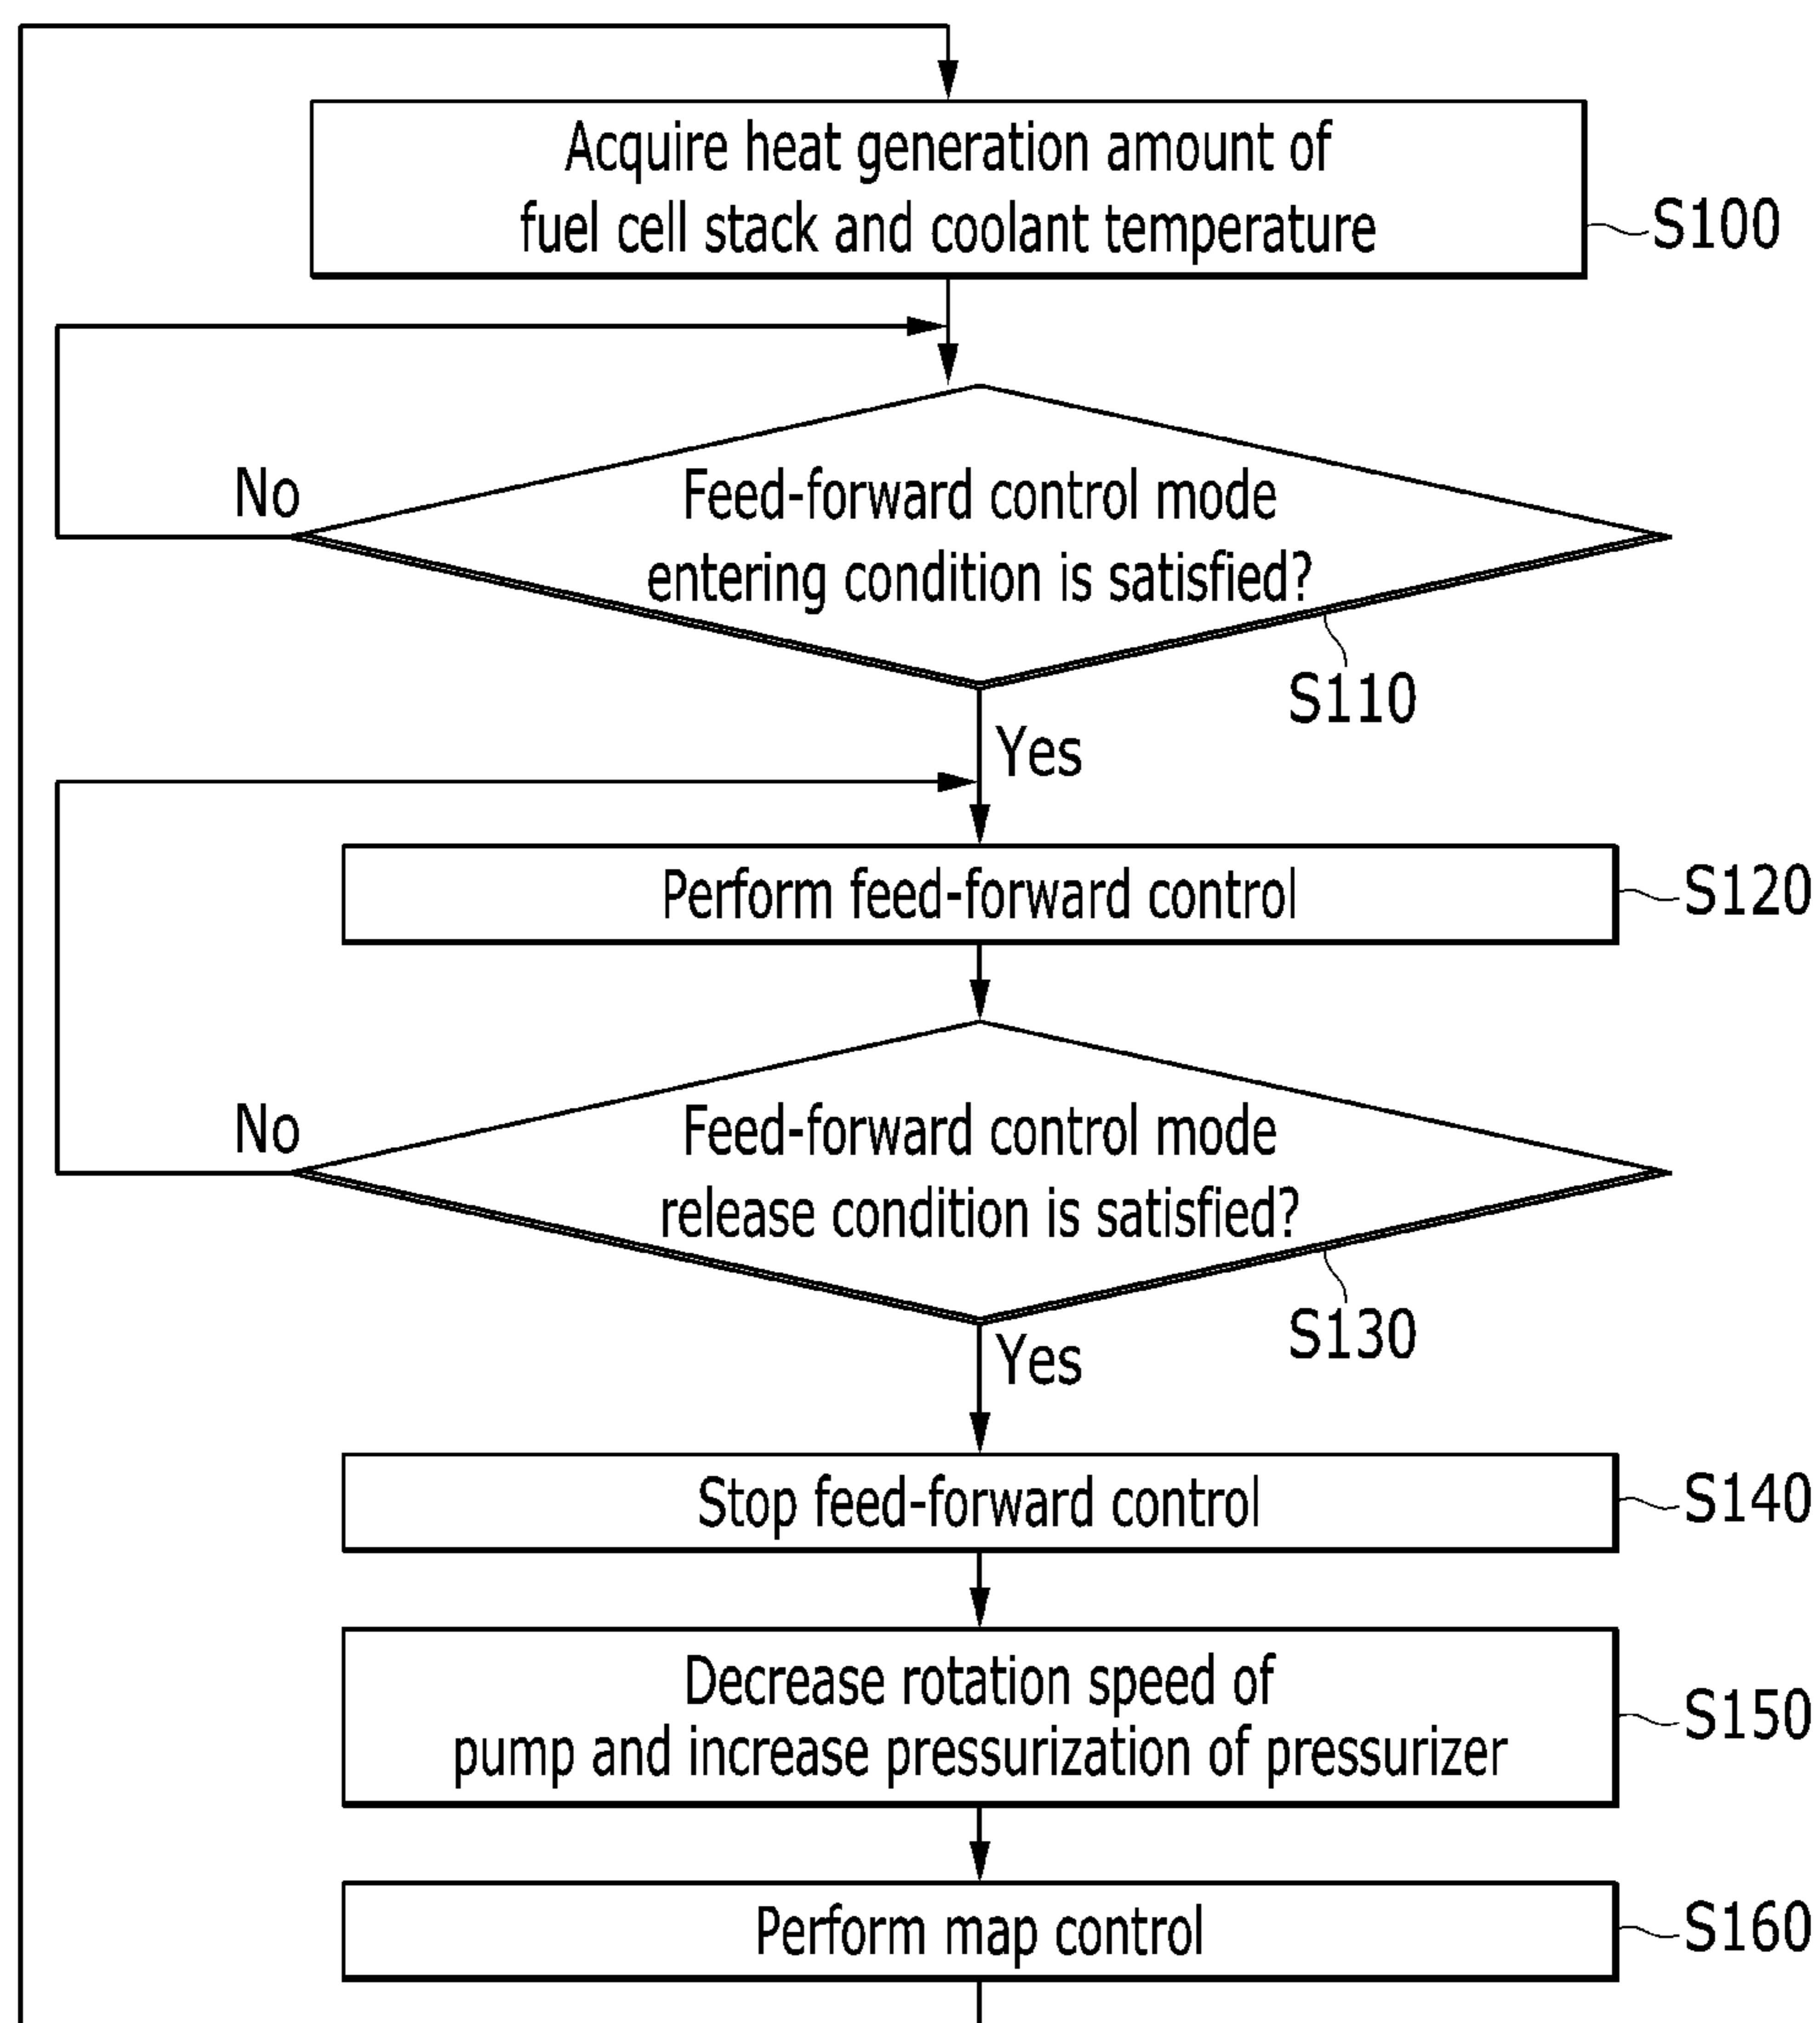 Acquire heat generation amount of
fuel cell stack and coolant temperature
S100
No
Feed-forward control mode
entering condition is satisfied?
S110
Yes
Perform feed-forward control
S120
No
Feed-forward control mode
release condition is satisfied?
S130
Yes
Stop feed-forward control
S140
Decrease rotation speed of
pump and increase pressurization of pressurizer
S150
Perform map control
S160